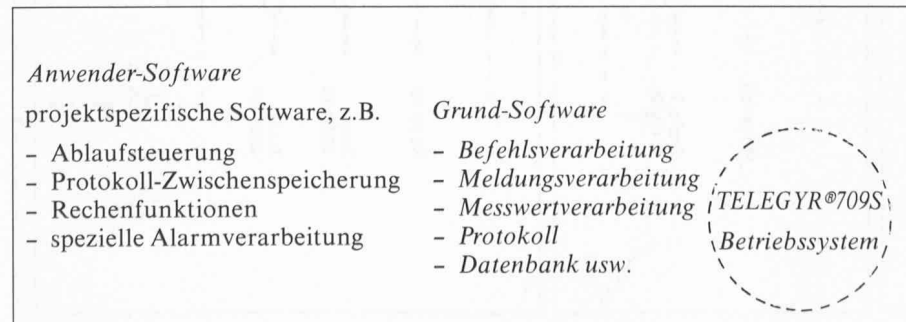 Anwender-Software
projektspezifische Software, z.B.
- Ablaufsteuerung
- Protokoll-Zwischenspeicherung
- Rechenfunktionen
- spezielle Alarmverarbeitung
Grund-Software
- Befehlsverarbeitung
- Meldungsverarbeitung
- Messwertverarbeitung
- Protokoll
- Datenbank usw.
TELEGYR®709S
Betriebssystem